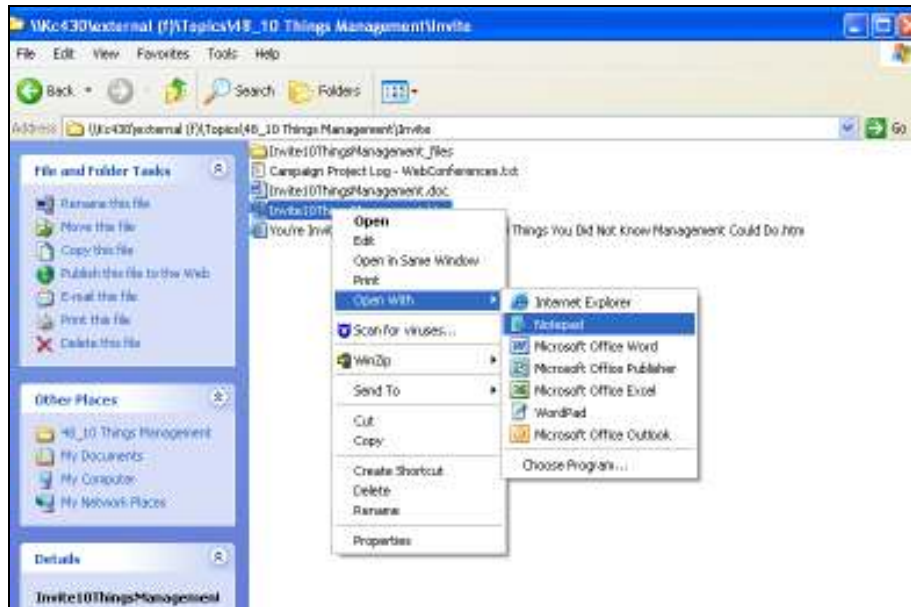 \\Kc430\external (f)\Topics\48_10 Things Management\Invite
File Edit View Favorites Tools Help
Back Search Folders
Address \\Kc430\external (f)\Topics\48_10 Things Management\Invite Go
File and Folder Tasks
Rename this file
Move this file
Copy this file
Publish this file to the Web
E-mail this file
Print this file
Delete this file
Other Places
48_10 Things Management
My Documents
My Computer
My Network Places
Details
Invite10ThingsManagement
Invite10ThingsManagement_files
Campaign Project Log - WebConferences.txt
Invite10ThingsManagement.doc
You're Invit Things You Did Not Know Management Could Do.htm
Open
Edit
Open in Same Window
Print
Open With
Scan for viruses...
WinZip
Send To
Cut
Copy
Create Shortcut
Delete
Rename
Properties
Internet Explorer
Notepad
Microsoft Office Word
Microsoft Office Publisher
Microsoft Office Excel
WordPad
Microsoft Office Outlook
Choose Program...